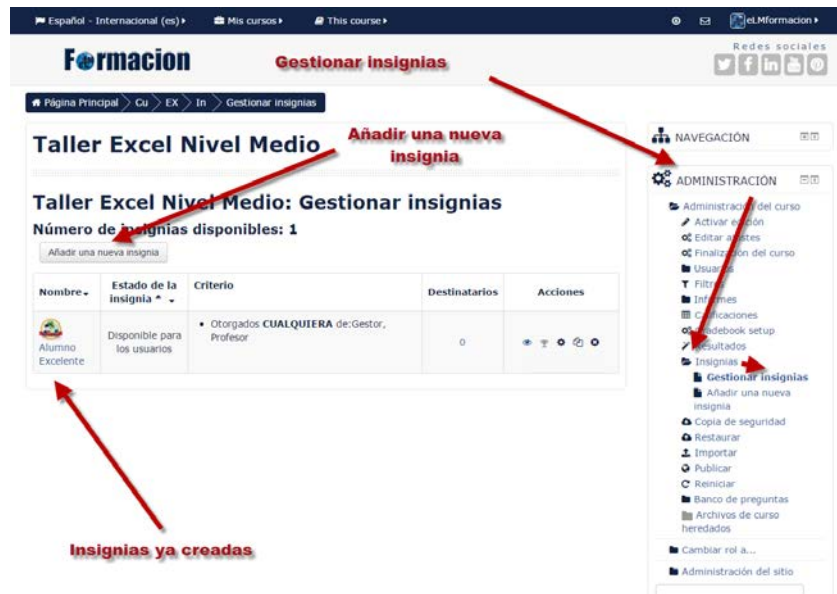 Español - Internacional (es)
Mis cursos
This course
eLMformacion
Formacion
Gestionar insignias
Redes sociales
Página Principal
Cu
EX
In
Gestionar insignias
Taller Excel Nivel Medio
Añadir una nueva
insignia
Taller Excel Nivel Medio: Gestionar insignias
Número de insignias disponibles: 1
Añadir una nueva insignia
Nombre
Estado de la
insignia
Criterio
Destinatarios
Acciones
Alumno
Excelente
Disponible para
los usuarios
Otorgados CUALQUIERA de:Gestor,
Profesor
0
Insignias ya creadas
NAVEGACIÓN
ADMINISTRACIÓN
Administración del curso
Activar edición
Editar ajustes
Finalización del curso
Usuarios
Filtros
Informes
Calificaciones
Gradebook setup
Resultados
Insignias
Gestionar insignias
Añadir una nueva
insignia
Copia de seguridad
Restaurar
Importar
Publicar
Reiniciar
Banco de preguntas
Archivos de curso
heredados
Cambiar rol a...
Administración del sitio